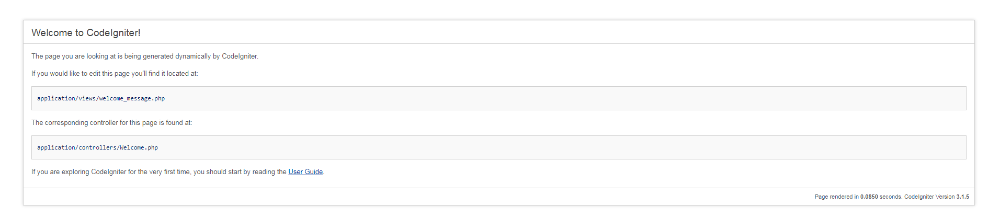 Welcome to CodeIgniter!
The page you are looking at is being generated dynamically by CodeIgniter.
If you would like to edit this page you'll find it located at:
application/views/welcome_message.php
The corresponding controller for this page is found at:
application/controllers/Welcome.php
If you are exploring CodeIgniter for the very first time, you should start by reading the User Guide.
Page rendered in 0.0850 seconds. CodeIgniter Version 3.1.5